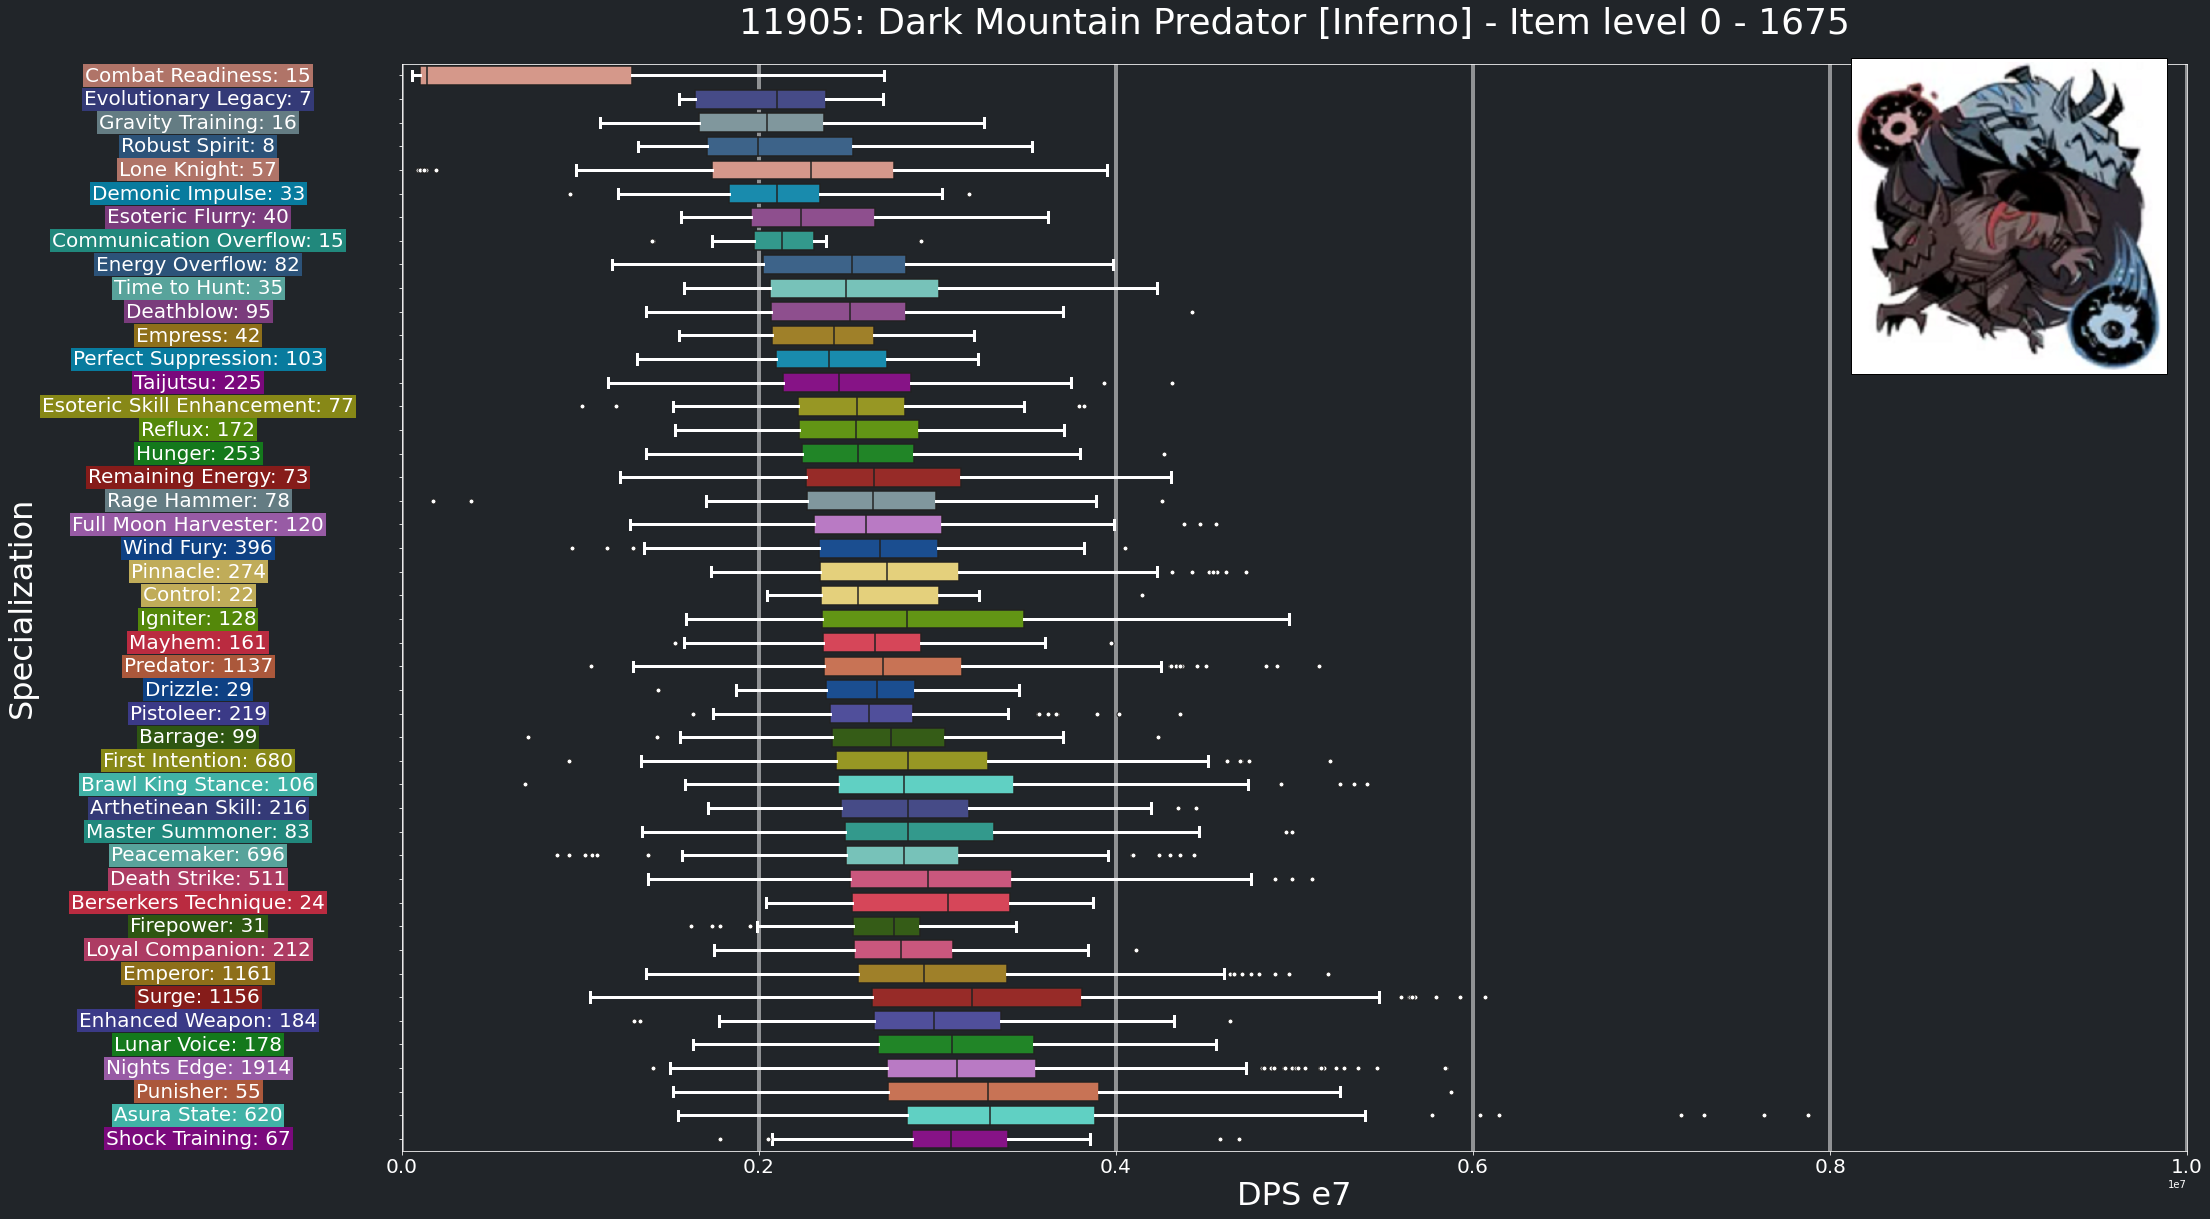 11905: Dark Mountain Predator [Inferno] - Item level 0 - 1675
Combat Readiness: 15
Evolutionary Legacy: 7
Gravity Training: 16
Robust Spirit: 8
Lone Knight: 57
Demonic Impulse: 33
Esoteric Flurry: 40
Communication Overflow: 15
Energy Overflow: 82
Time to Hunt: 35
Deathblow: 95
Empress: 42
Perfect Suppression: 103
Taijutsu: 225
Esoteric Skill Enhancement: 77
Reflux: 172
Hunger: 253
Remaining Energy: 73
Rage Hammer: 78
Full Moon Harvester: 120
Wind Fury: 396
Pinnacle: 274
Control: 22
Igniter: 128
Mayhem: 161
Predator: 1137
Drizzle: 29
Pistoleer: 219
Barrage: 99
First Intention: 680
Brawl King Stance: 106
Arthetinean Skill: 216
Master Summoner: 83
Peacemaker: 696
Death Strike: 511
Berserkers Technique: 24
Firepower: 31
Loyal Companion: 212
Emperor: 1161
Surge: 1156
Enhanced Weapon: 184
Lunar Voice: 178
Nights Edge: 1914
Punisher: 55
Asura State: 620
Shock Training: 67
Specialization
0.0 0.2 0.4 0.6 0.8 1.0
1e7
DPS e7